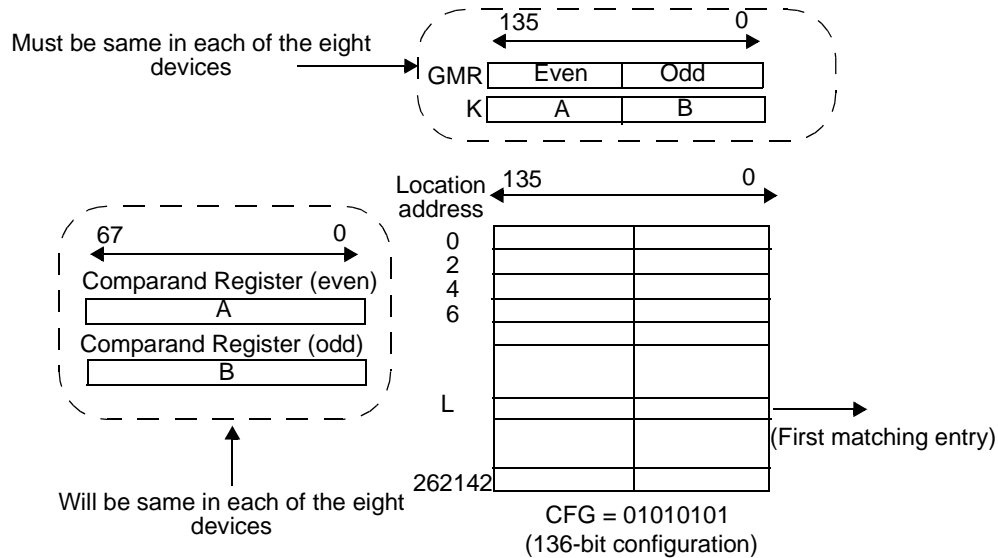 135 0
Must be same in each of the eight
devices
GMR Even Odd
K A B
Location
address
135 0
67 0
0
2
4
6
Comparand Register (even)
A
Comparand Register (odd)
B
L
(First matching entry)
262142
Will be same in each of the eight
devices
CFG = 01010101
(136-bit configuration)